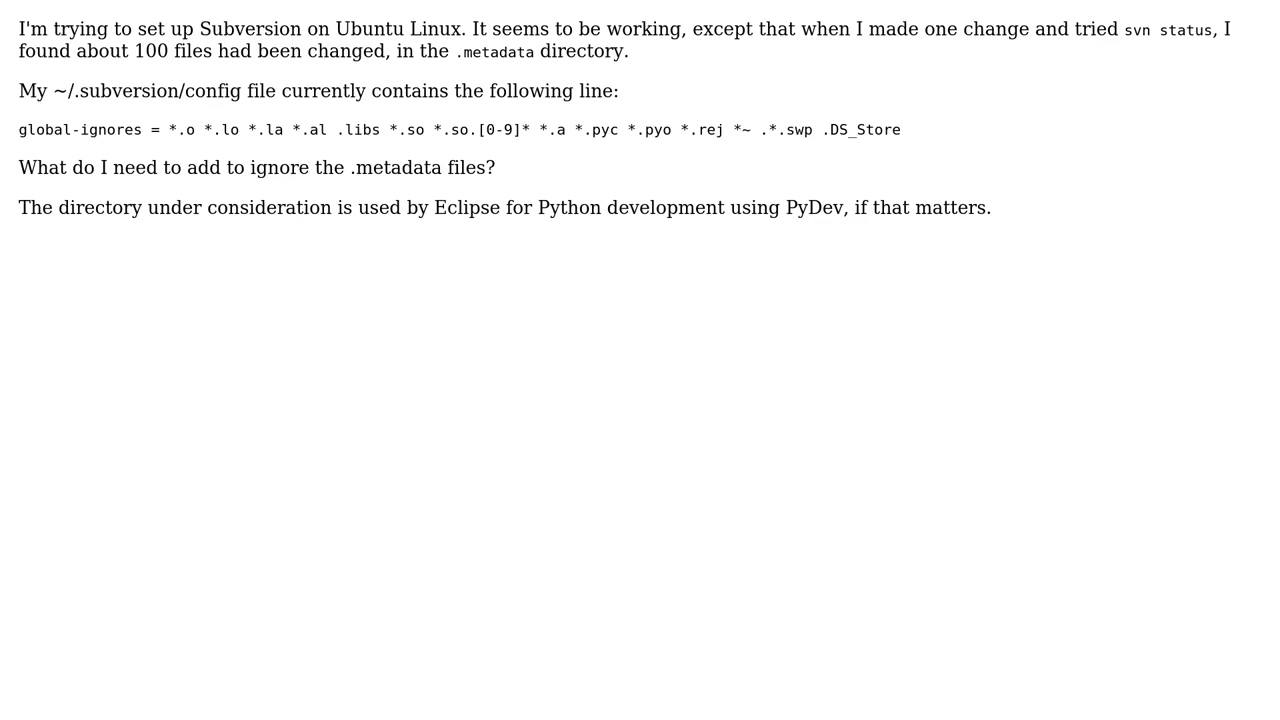 I'm trying to set up Subversion on Ubuntu Linux. It seems to be working, except that when I made one change and tried svn status, I
found about 100 files had been changed, in the .metadata directory.
My ~/.subversion/config file currently contains the following line:
global-ignores = *.o *.lo *.la *.al .libs *.so *.so.[0-9]* *.a *.pyc *.pyo *.rej *~ .*.swp .DS_Store
What do I need to add to ignore the .metadata files?
The directory under consideration is used by Eclipse for Python development using PyDev, if that matters.